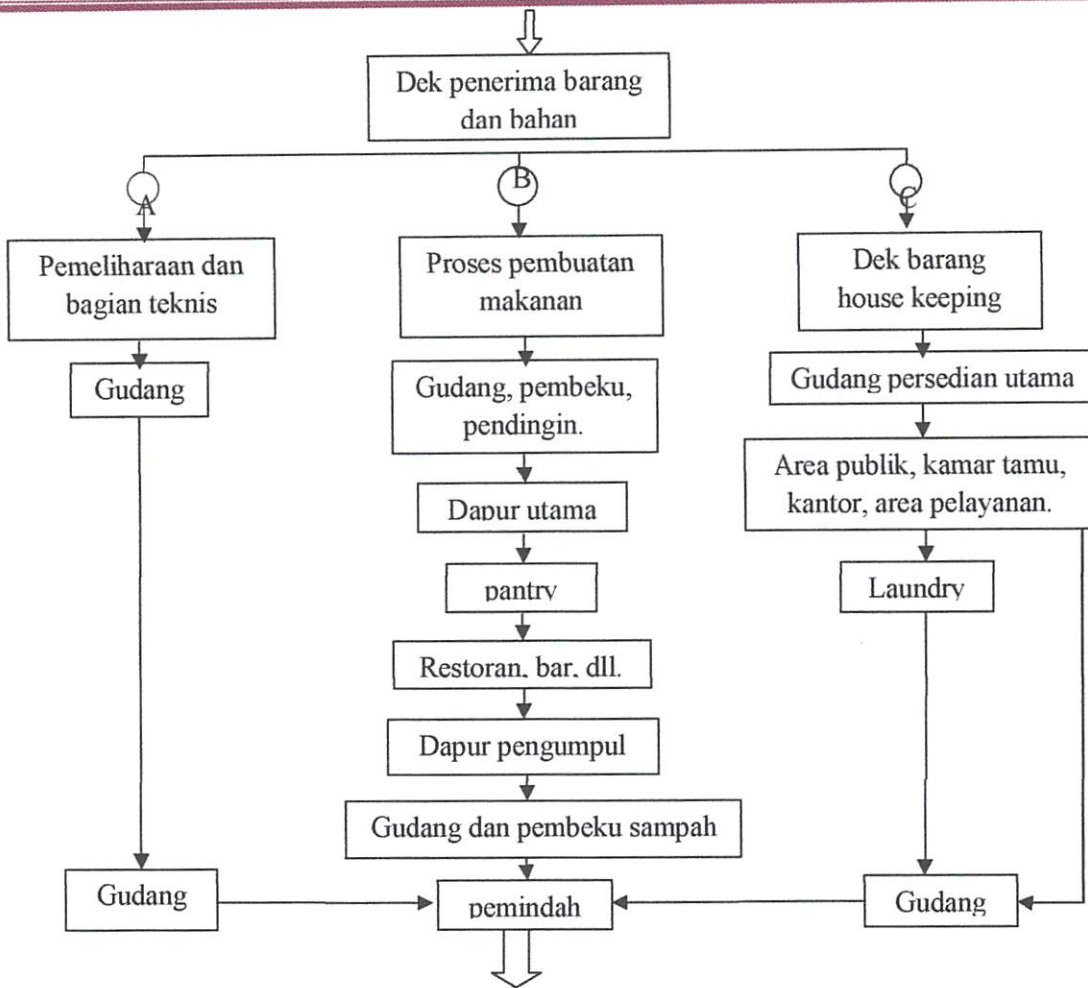 Dek penerima barang
dan bahan
A
B
C
Pemeliharaan dan
bagian teknis
Gudang
Gudang
Proses pembuatan
makanan
Gudang, pembeku,
pendingin.
Dapur utama
pantry
Restoran, bar, dll.
Dapur pengumpul
Gudang dan pembeku sampah
pemindah
Dek barang
house keeping
Gudang persedian utama
Area publik, kamar tamu,
kantor, area pelayanan.
Laundry
Gudang